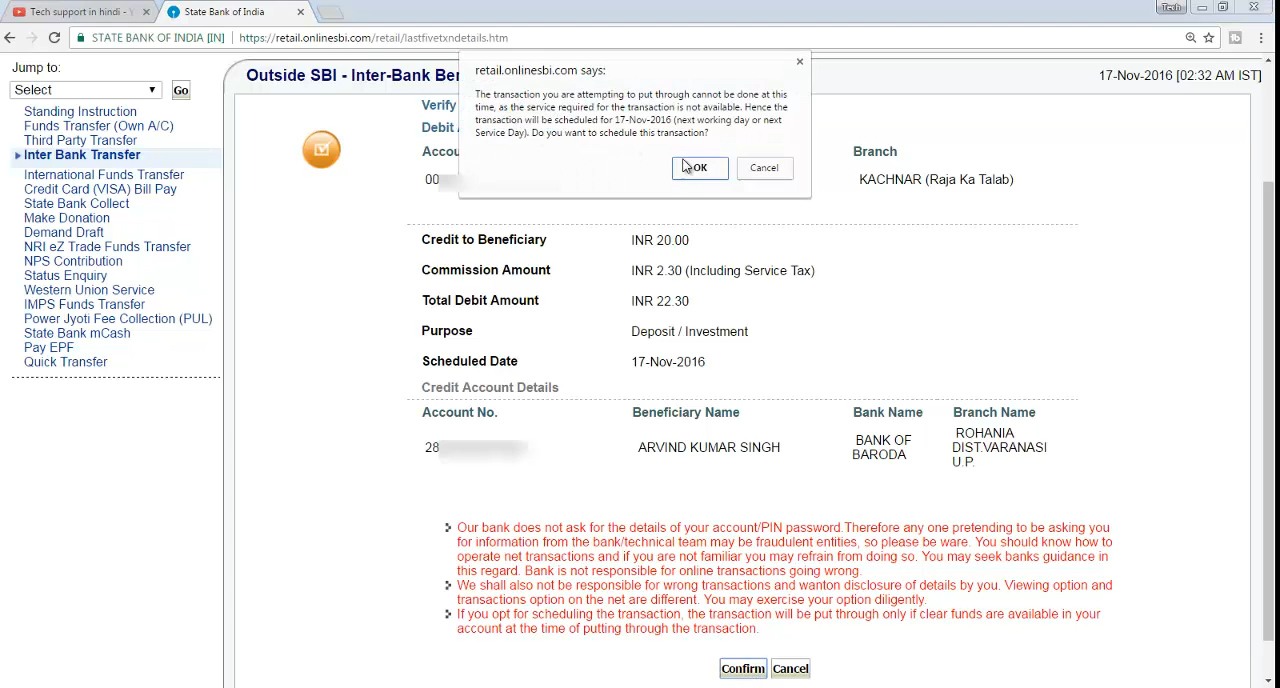 Tech support in hindi -
State Bank of India
Tech
STATE BANK OF INDIA [IN]
https://retail.onlinesbi.com/retail/lastfivetxndetails.htm
Jump to:
Select
Go
Standing Instruction
Funds Transfer (Own A/C)
Third Party Transfer
Inter Bank Transfer
International Funds Transfer
Credit Card (VISA) Bill Pay
State Bank Collect
Make Donation
Demand Draft
NRI eZ Trade Funds Transfer
NPS Contribution
Status Enquiry
Western Union Service
IMPS Funds Transfer
Power Jyoti Fee Collection (PUL)
State Bank mCash
Pay EPF
Quick Transfer
Outside SBI - Inter-Bank Ben
17-Nov-2016 [02:32 AM IST]
retail.onlinesbi.com says:
The transaction you are attempting to put through cannot be done at this
time, as the service required for the transaction is not available. Hence the
transaction will be scheduled for 17-Nov-2016 (next working day or next
Service Day). Do you want to schedule this transaction?
OK
Cancel
Verify
Debit
Accou
Branch
00
KACHNAR (Raja Ka Talab)
Credit to Beneficiary
INR 20.00
Commission Amount
INR 2.30 (Including Service Tax)
Total Debit Amount
INR 22.30
Purpose
Deposit / Investment
Scheduled Date
17-Nov-2016
Credit Account Details
Account No.
Beneficiary Name
Bank Name
Branch Name
28
ARVIND KUMAR SINGH
BANK OF
BARODA
ROHANIA
DIST.VARANASI
U.P.
Our bank does not ask for the details of your account/PIN password.Therefore any one pretending to be asking you
for information from the bank/technical team may be fraudulent entities, so please be ware. You should know how to
operate net transactions and if you are not familiar you may refrain from doing so. You may seek banks guidance in
this regard. Bank is not responsible for online transactions going wrong.
We shall also not be responsible for wrong transactions and wanton disclosure of details by you. Viewing option and
transactions option on the net are different. You may exercise your option diligently.
If you opt for scheduling the transaction, the transaction will be put through only if clear funds are available in your
account at the time of putting through the transaction.
Confirm
Cancel